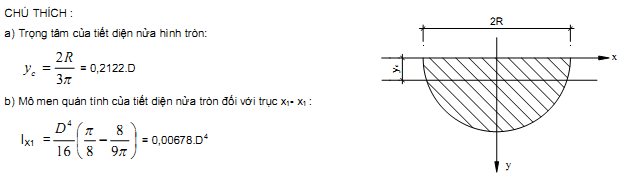 CHÚ THÍCH :
a) Trọng tâm của tiết diện nửa hình tròn:
y_c = 2R / 3π = 0,2122.D
b) Mô men quán tính của tiết diện nửa tròn đối với trục x₁- x₁ :
I_X1 = D⁴/16 (π/8 − 8/9π) = 0,00678.D⁴
2R
x
y_c
y